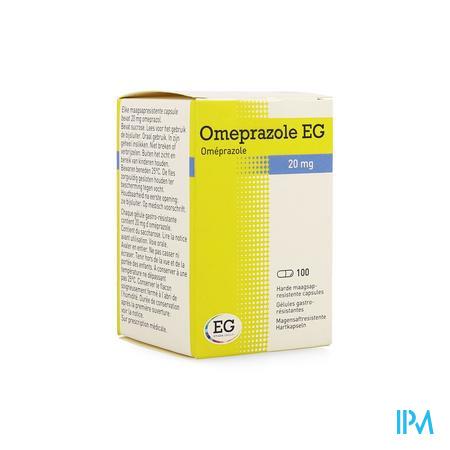 Elke maagsapresistente capsule
bevat 20 mg omeprazol.
Bevat sucrose. Lees voor het gebruik
de bijsluiter. Oraal gebruik. In zijn
geheel inslikken. Niet breken of
verbrijzelen. Buiten het zicht en
bereik van kinderen houden.
Bewaren beneden 25°C. De fles
zorgvuldig gesloten houden ter
bescherming tegen vocht.
Houdbaarheid na eerste opening:
zie bijsluiter. Op medisch voorschrift.
Chaque gélule gastro-résistante
contient 20 mg d'oméprazole.
Contient du saccharose. Lire la notice
avant utilisation. Voie orale.
Avaler en entier. Ne pas casser ni
écraser. Tenir hors de la vue et de la
portée des enfants. À conserver à une
température ne dépassant
pas 25°C. Conserver le flacon
soigneusement fermé à l'abri de
l'humidité. Durée de conservation
après la première ouverture:
voir la notice.
Sur prescription médicale.
Omeprazole EG
Oméprazole
20 mg
100
Harde maagsap-
resistente capsules
Gélules gastro-
résistantes
Magensaftresistente
Hartkapseln
EG
IPM